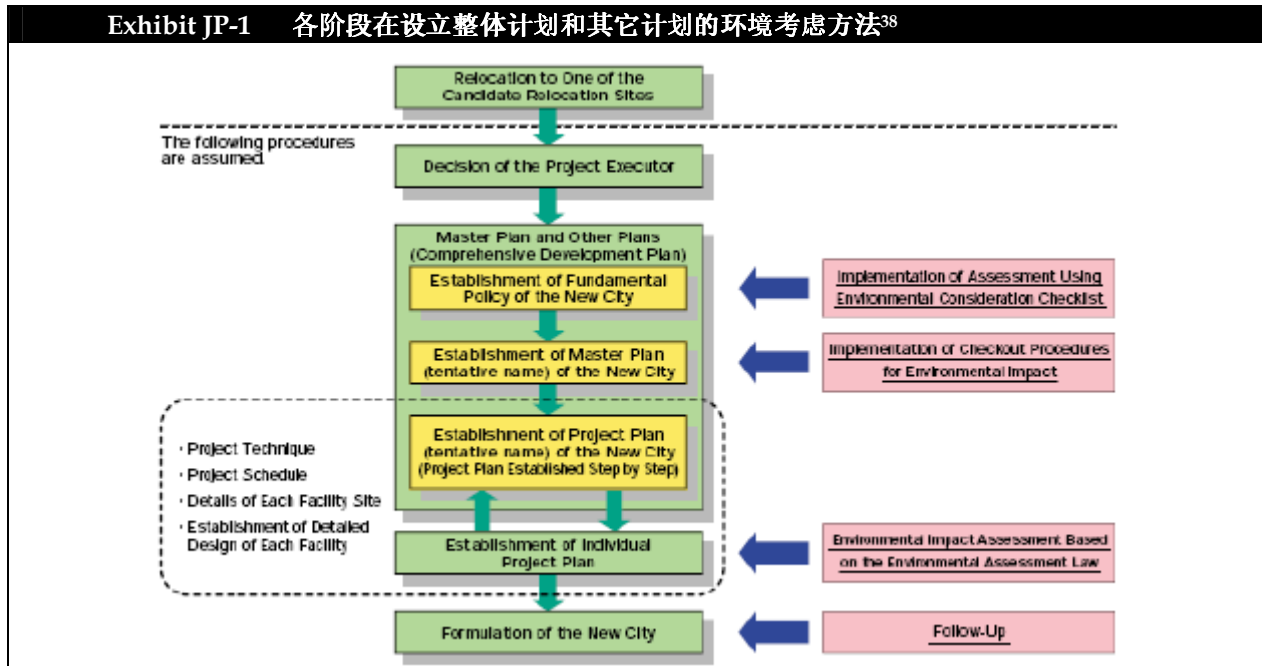 Exhibit JP-1 各阶段在设立整体计划和其它计划的环境考虑方法38
Relocation to One of the
Candidate Relocation Sites
The following procedures
are assumed.
Decision of the Project Executor
Master Plan and Other Plans
(Comprehensive Development Plan)
Establishment of Fundamental
Policy of the New City
Implementation of Assessment Using
Environmental Consideration Checklist
Establishment of Master Plan
(tentative name) of the New City
Implementation of Checkout Procedures
for Environmental Impact
Establishment of Project Plan
(tentative name) of the New City
(Project Plan Established Step by Step)
・Project Technique
・Project Schedule
・Details of Each Facility Site
・Establishment of Detailed
Design of Each Facility
Establishment of Individual
Project Plan
Environmental Impact Assessment Based
on the Environmental Assessment Law
Formulation of the New City
Follow-Up